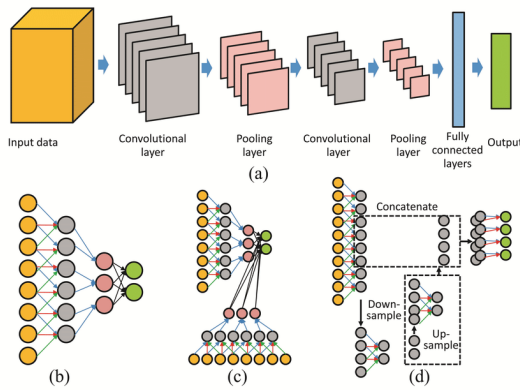 Input data
Convolutional
layer
Pooling
layer
Convolutional
layer
Pooling
layer
Fully
connected
layers
Output
(a)
(b)
(c)
Concatenate
Down-
sample
Up-
sample
(d)